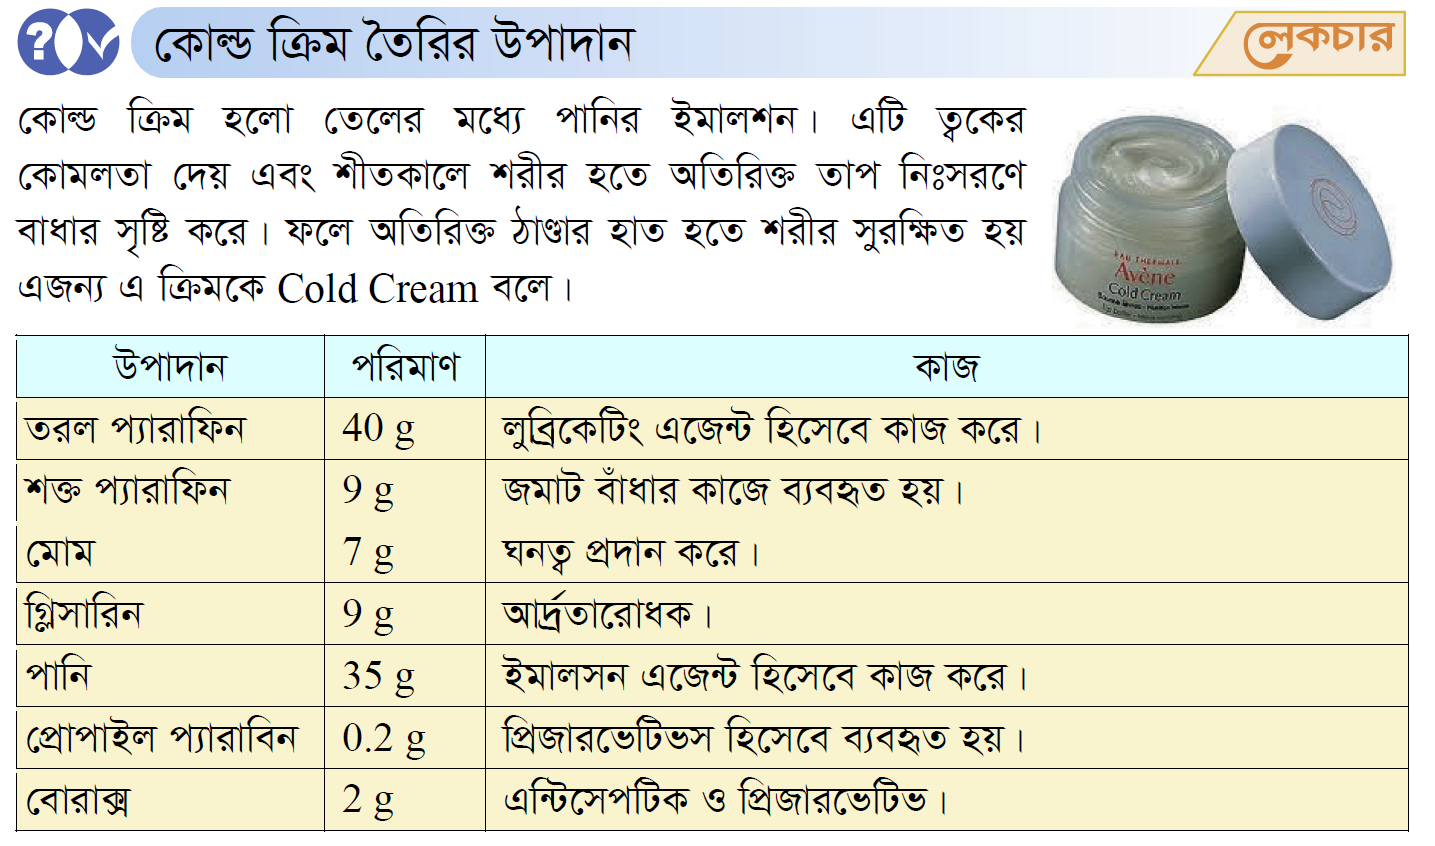 কোল্ড ক্রিম তৈরির উপাদান
লেকচার
কোল্ড ক্রিম হলো তেলের মধ্যে পানির ইমালশন। এটি ত্বকের
কোমলতা দেয় এবং শীতকালে শরীর হতে অতিরিক্ত তাপ নিঃসরণে
বাধার সৃষ্টি করে। ফলে অতিরিক্ত ঠাণ্ডার হাত হতে শরীর সুরক্ষিত হয়
এজন্য এ ক্রিমকে Cold Cream বলে।
EAU THERMALE
Avène
Cold Cream
উপাদান পরিমাণ কাজ
তরল প্যারাফিন 40 g লুব্রিকেটিং এজেন্ট হিসেবে কাজ করে।
শক্ত প্যারাফিন 9 g জমাট বাঁধার কাজে ব্যবহৃত হয়।
মোম 7 g ঘনত্ব প্রদান করে।
গ্লিসারিন 9 g আর্দ্রতারোধক।
পানি 35 g ইমালসন এজেন্ট হিসেবে কাজ করে।
প্রোপাইল প্যারাবিন 0.2 g প্রিজারভেটিভস হিসেবে ব্যবহৃত হয়।
বোরাক্স 2 g এন্টিসেপটিক ও প্রিজারভেটিভ।